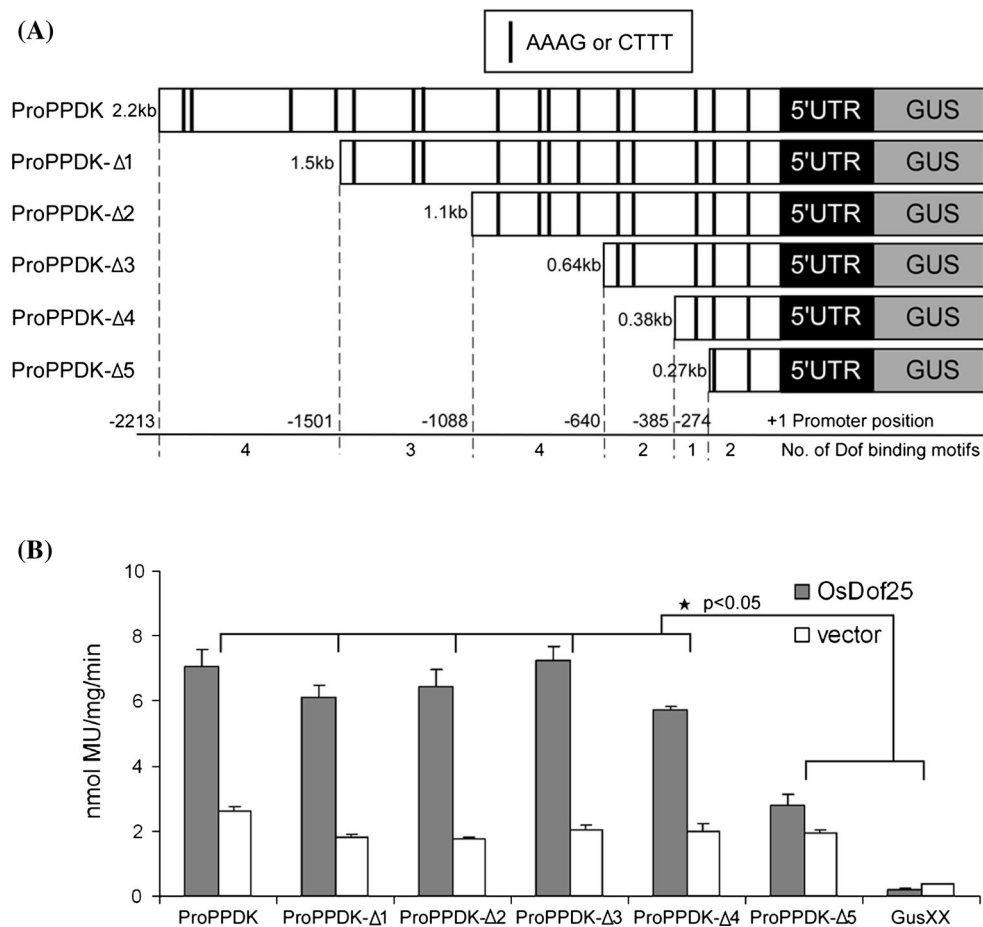 (A)
AAAG or CTTT
ProPPDK 2.2kb 5'UTR GUS
ProPPDK-Δ1 1.5kb 5'UTR GUS
ProPPDK-Δ2 1.1kb 5'UTR GUS
ProPPDK-Δ3 0.64kb 5'UTR GUS
ProPPDK-Δ4 0.38kb 5'UTR GUS
ProPPDK-Δ5 0.27kb 5'UTR GUS
-2213 -1501 -1088 -640 -385 -274 +1 Promoter position
4 3 4 2 1 2 No. of Dof binding motifs
(B)
nmol MU/mg/min
10
8
6
4
2
0
★ p<0.05
OsDof25
vector
ProPPDK ProPPDK-Δ1 ProPPDK-Δ2 ProPPDK-Δ3 ProPPDK-Δ4 ProPPDK-Δ5 GusXX